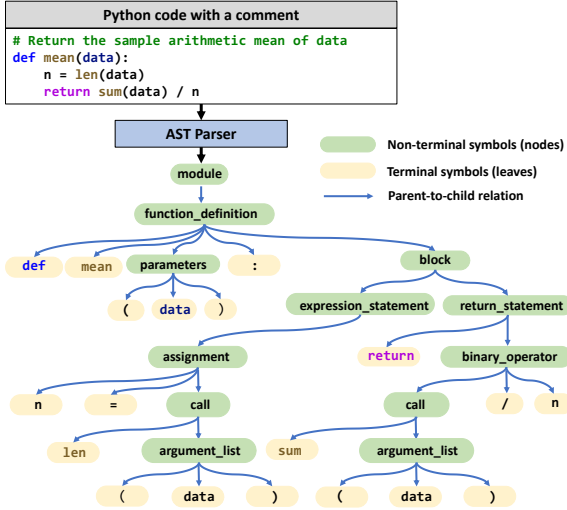 Python code with a comment
# Return the sample arithmetic mean of data
def mean(data):
    n = len(data)
    return sum(data) / n
AST Parser
Non-terminal symbols (nodes)
Terminal symbols (leaves)
Parent-to-child relation
module
function_definition
def mean parameters : block
( data ) expression_statement return_statement
assignment return binary_operator
n = call call / n
len argument_list sum argument_list
( data ) ( data )